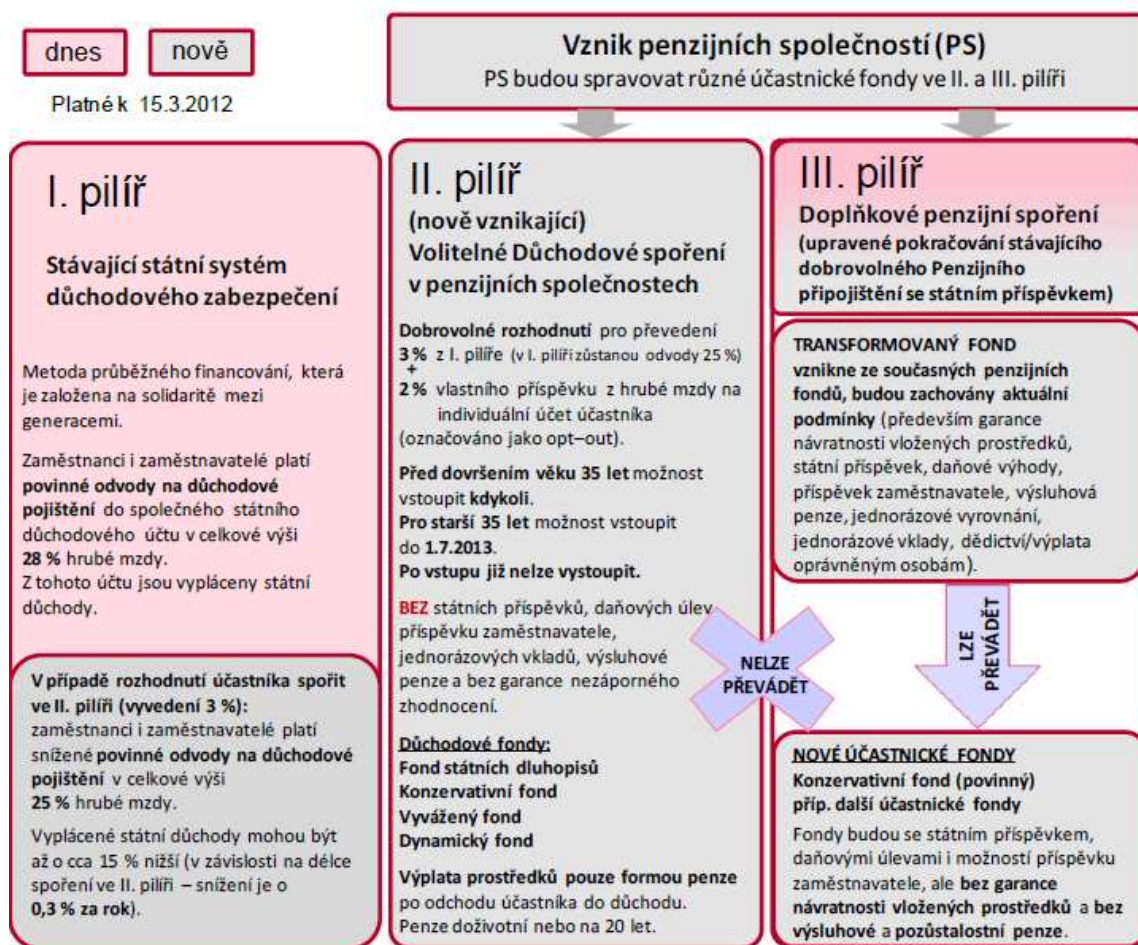 dnes
nově
Platné k 15.3.2012
Vznik penzijních společností (PS)
PS budou spravovat různé účastnické fondy ve II. a III. pilíři
I. pilíř
Stávající státní systém
důchodového zabezpečení
Metoda průběžného financování, která
je založena na solidaritě mezi
generacemi.
Zaměstnanci i zaměstnavatelé platí
povinné odvody na důchodové
pojištění do společného státního
důchodového účtu v celkové výši
28 % hrubé mzdy.
Z tohoto účtu jsou vypláceny státní
důchody.
V případě rozhodnutí účastníka spořit
ve II. pilíři (vyvedení 3 %):
zaměstnanci i zaměstnavatelé platí
snížené povinné odvody na důchodové
pojištění v celkové výši
25 % hrubé mzdy.
Vyplácené státní důchody mohou být
až o cca 15 % nižší (v závislosti na délce
spoření ve II. pilíři – snížení je o
0,3 % za rok).
II. pilíř
(nově vznikající)
Volitelné Důchodové spoření
v penzijních společnostech
Dobrovolné rozhodnutí pro převedení
3 % z I. pilíře (v I. pilíři zůstanou odvody 25 %)
+
2 % vlastního příspěvku z hrubé mzdy na
individuální účet účastníka
(označováno jako opt–out).
Před dovršením věku 35 let možnost
vstoupit kdykoli.
Pro starší 35 let možnost vstoupit
do 1.7.2013.
Po vstupu již nelze vystoupit.
BEZ státních příspěvků, daňových úlev
příspěvku zaměstnavatele,
jednorázových vkladů, výsluhové
penze a bez garance nezáporného
zhodnocení.
Důchodové fondy:
Fond státních dluhopisů
Konzervativní fond
Vyvážený fond
Dynamický fond
Výplata prostředků pouze formou penze
po odchodu účastníka do důchodu.
Penze doživotní nebo na 20 let.
NELZE
PŘEVÁDĚT
III. pilíř
Doplňkové penzijní spoření
(upravené pokračování stávajícího
dobrovolného Penzijního
připojištění se státním příspěvkem)
TRANSFORMOVANÝ FOND
vznikne ze současných penzijních
fondů, budou zachovány aktuální
podmínky (především garance
návratnosti vložených prostředků,
státní příspěvek, daňové výhody,
příspěvek zaměstnavatele, výsluhová
penze, jednorázové vyrovnání,
jednorázové vklady, dědictví/výplata
oprávněným osobám).
LZE
PŘEVÁDĚT
NOVÉ ÚČASTNICKÉ FONDY
Konzervativní fond (povinný)
příp. další účastnické fondy
Fondy budou se státním příspěvkem,
daňovými úlevami i možností příspěvku
zaměstnavatele, ale bez garance
návratnosti vložených prostředků a bez
výsluhové a pozůstalostní penze.